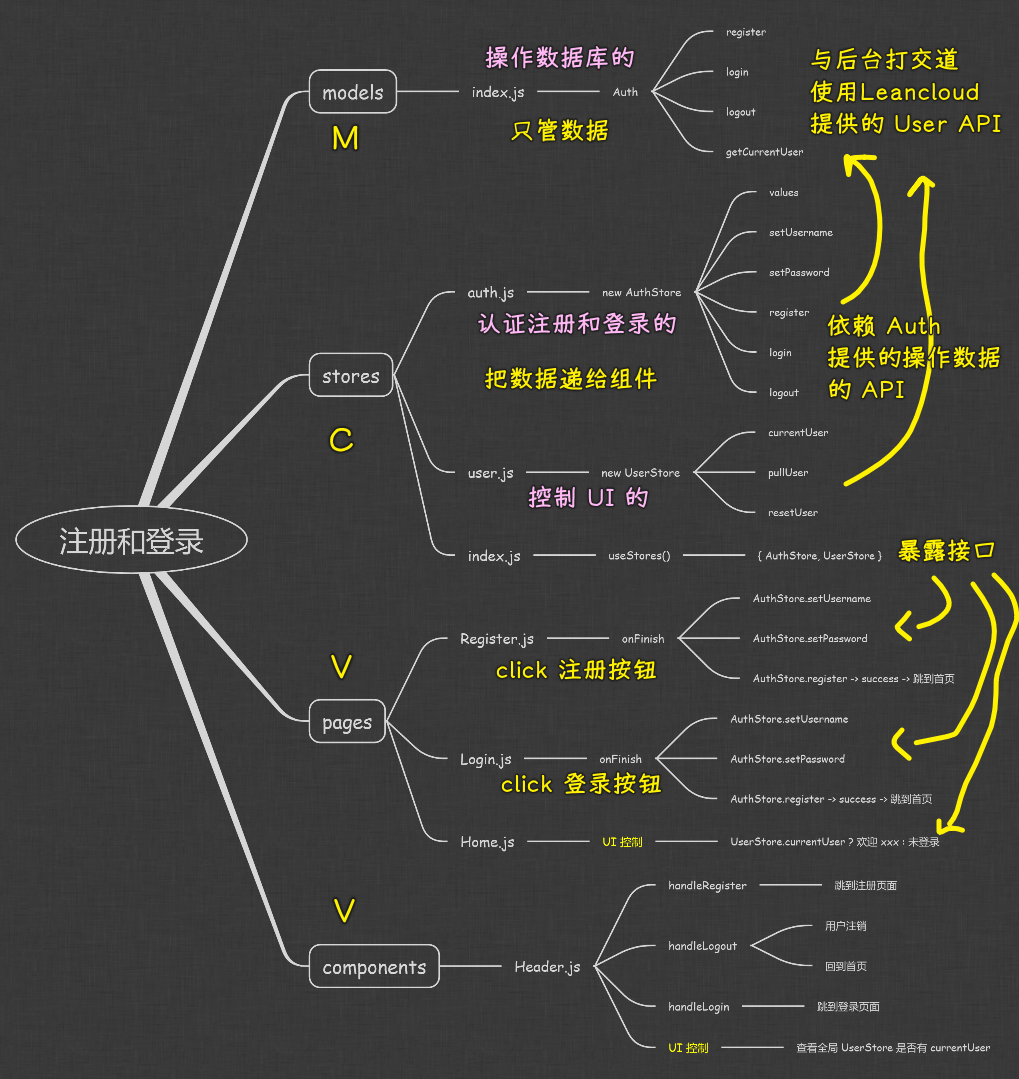 注册和登录
models
M
index.js
操作数据库的
只管数据
Auth
register
login
logout
getCurrentUser
与后台打交道
使用Leancloud
提供的 User API
stores
C
auth.js
认证注册和登录的
把数据递给组件
new AuthStore
values
setUsername
setPassword
register
login
logout
依赖 Auth
提供的操作数据
的 API
user.js
控制 UI 的
new UserStore
currentUser
pullUser
resetUser
index.js
useStores()
{ AuthStore, UserStore }
暴露接口
V
pages
Register.js
click 注册按钮
onFinish
AuthStore.setUsername
AuthStore.setPassword
AuthStore.register -> success -> 跳到首页
Login.js
click 登录按钮
onFinish
AuthStore.setUsername
AuthStore.setPassword
AuthStore.register -> success -> 跳到首页
Home.js
UI 控制
UserStore.currentUser ? 欢迎 xxx : 未登录
V
components
Header.js
handleRegister
跳到注册页面
handleLogout
用户注销
回到首页
handleLogin
跳到登录页面
UI 控制
查看全局 UserStore 是否有 currentUser